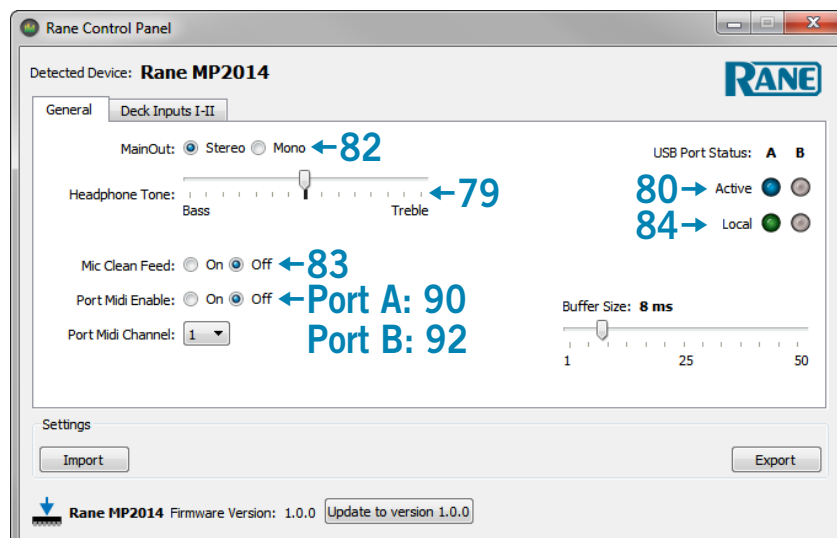 Rane Control Panel
Detected Device: Rane MP2014
RANE
General Deck Inputs I-II
MainOut: Stereo Mono 82
USB Port Status: A B
Headphone Tone: 79
Bass Treble
80 Active
84 Local
Mic Clean Feed: On Off 83
Port Midi Enable: On Off Port A: 90
Port B: 92
Port Midi Channel: 1
Buffer Size: 8 ms
1 25 50
Settings
Import Export
Rane MP2014 Firmware Version: 1.0.0 Update to version 1.0.0